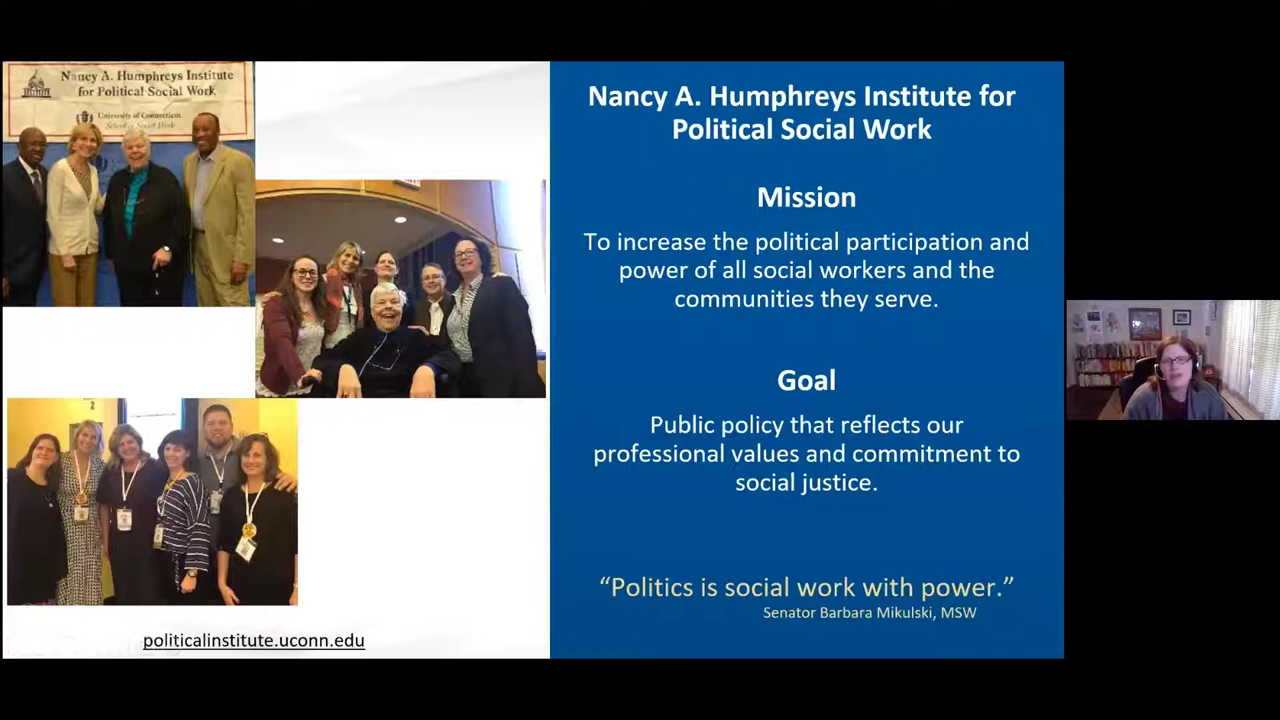 Nancy A. Humphreys Institute
for Political Social Work
University of Connecticut
School of Social Work
2
politicalinstitute.uconn.edu
Nancy A. Humphreys Institute for
Political Social Work
Mission
To increase the political participation and
power of all social workers and the
communities they serve.
Goal
Public policy that reflects our
professional values and commitment to
social justice.
“Politics is social work with power.”
Senator Barbara Mikulski, MSW